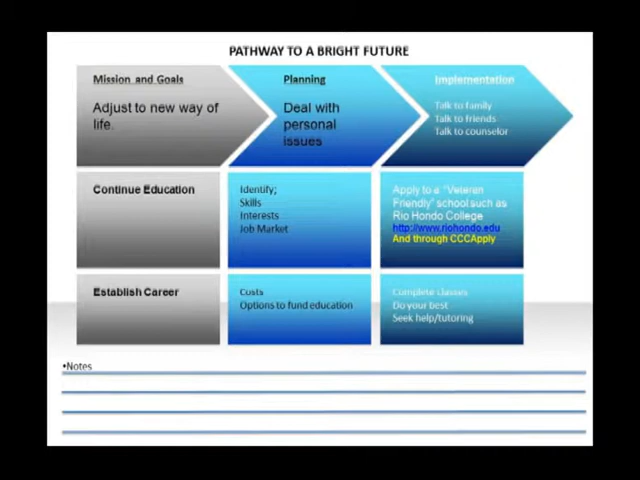 PATHWAY TO A BRIGHT FUTURE
Mission and Goals
Adjust to new way of
life.
Planning
Deal with
personal
issues
Implementation
Talk to family
Talk to friends
Talk to counselor
Continue Education
Identify;
Skills
Interests
Job Market
Apply to a "Veteran
Friendly" school such as
Rio Hondo College
http://www.riohondo.edu
And through CCCApply
Establish Career
Costs
Options to fund education
Complete classes
Do your best
Seek help/tutoring
•Notes